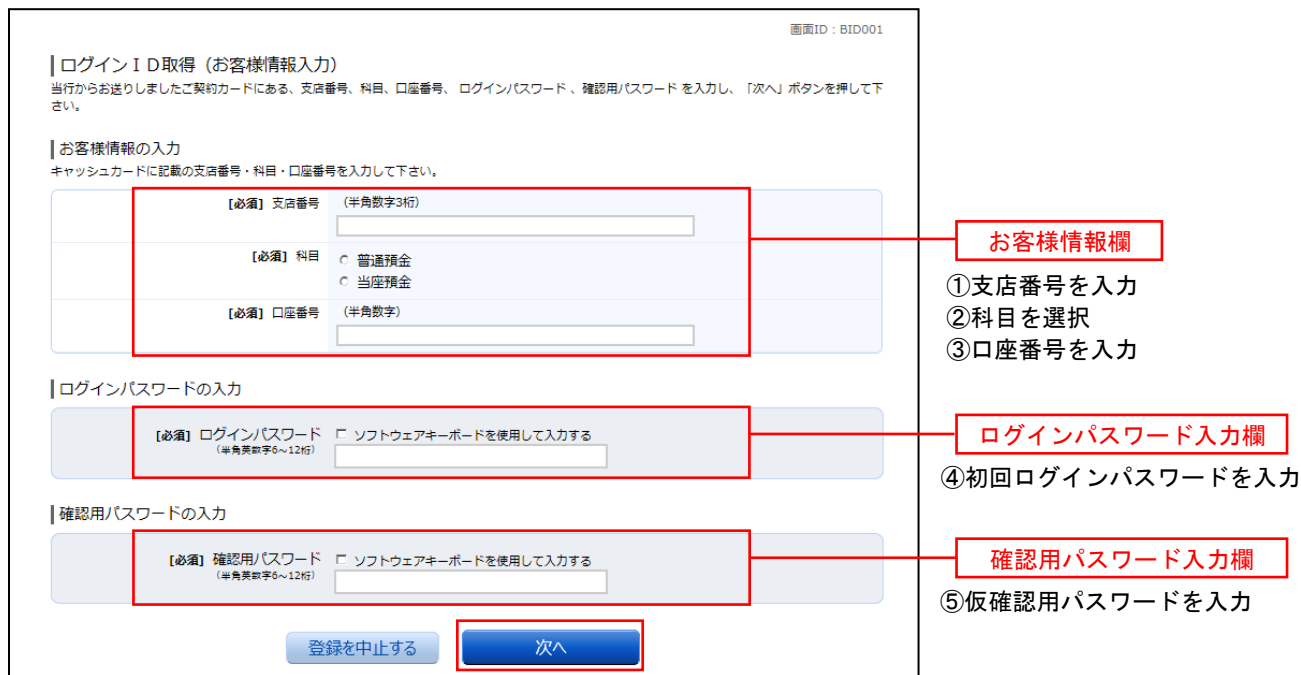 画面ID：BID001
ログインＩＤ取得（お客様情報入力）
当行からお送りしましたご契約カードにある、支店番号、科目、口座番号、 ログインパスワード 、確認用パスワード を入力し、「次へ」ボタンを押して下
さい。
お客様情報の入力
キャッシュカードに記載の支店番号・科目・口座番号を入力して下さい。
[必須] 支店番号 （半角数字3桁）
[必須] 科目 普通預金
当座預金
[必須] 口座番号 （半角数字）
お客様情報欄
①支店番号を入力
②科目を選択
③口座番号を入力
ログインパスワードの入力
[必須] ログインパスワード ソフトウェアキーボードを使用して入力する
（半角英数字6～12桁）
ログインパスワード入力欄
④初回ログインパスワードを入力
確認用パスワードの入力
[必須] 確認用パスワード ソフトウェアキーボードを使用して入力する
（半角英数字6～12桁）
確認用パスワード入力欄
⑤仮確認用パスワードを入力
登録を中止する 次へ